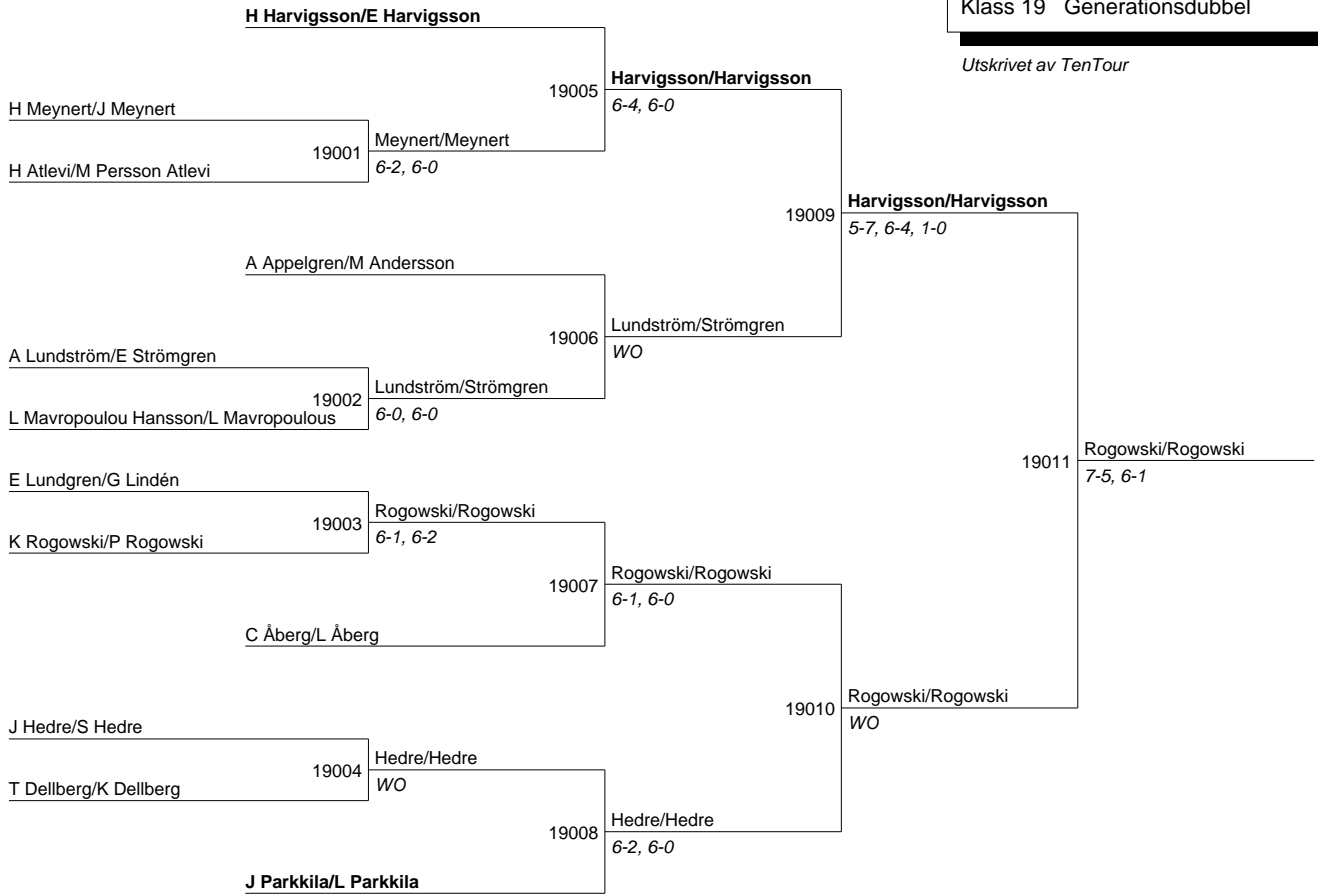 H Harvigsson/E Harvigsson
Klass 19 Generationsdubbel
Utskrivet av TenTour
19005
Harvigsson/Harvigsson
6-4, 6-0
H Meynert/J Meynert
19001
Meynert/Meynert
6-2, 6-0
H Atlevi/M Persson Atlevi
19009
Harvigsson/Harvigsson
5-7, 6-4, 1-0
A Appelgren/M Andersson
19006
Lundström/Strömgren
WO
A Lundström/E Strömgren
19002
Lundström/Strömgren
6-0, 6-0
L Mavropoulou Hansson/L Mavropoulous
19011
Rogowski/Rogowski
7-5, 6-1
E Lundgren/G Lindén
19003
Rogowski/Rogowski
6-1, 6-2
K Rogowski/P Rogowski
19007
Rogowski/Rogowski
6-1, 6-0
C Åberg/L Åberg
19010
Rogowski/Rogowski
WO
J Hedre/S Hedre
19004
Hedre/Hedre
WO
T Dellberg/K Dellberg
19008
Hedre/Hedre
6-2, 6-0
J Parkkila/L Parkkila